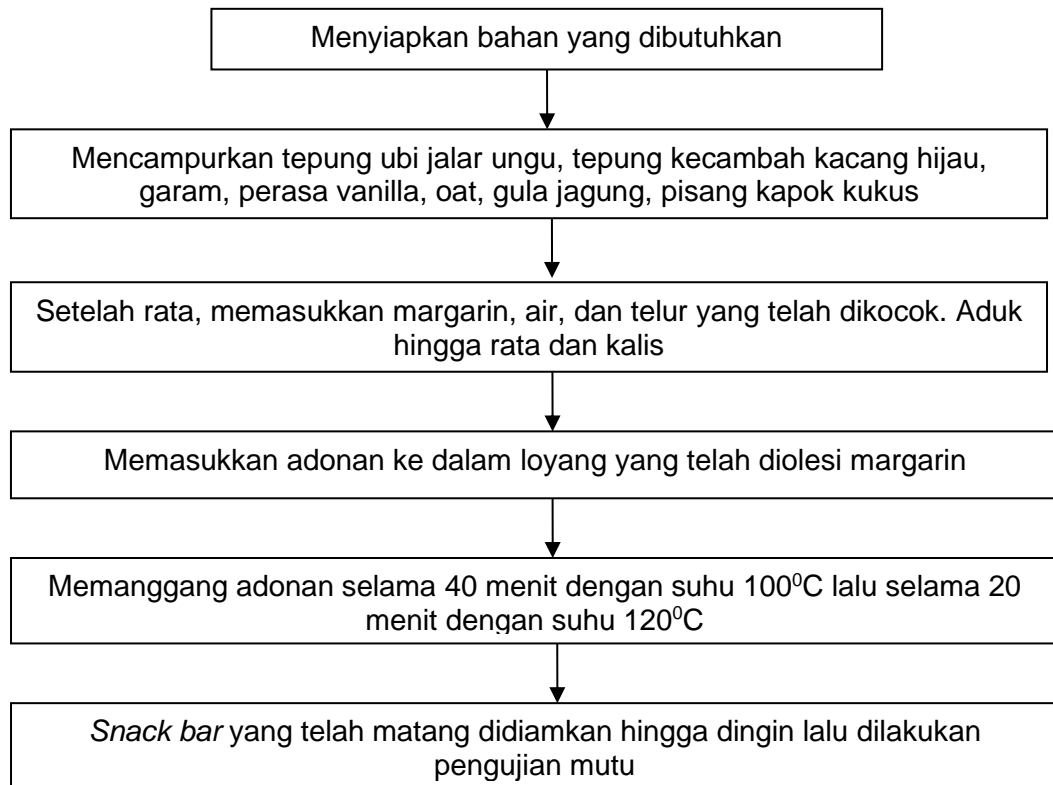 Menyiapkan bahan yang dibutuhkan
Mencampurkan tepung ubi jalar ungu, tepung kecambah kacang hijau,
garam, perasa vanilla, oat, gula jagung, pisang kapok kukus
Setelah rata, memasukkan margarin, air, dan telur yang telah dikocok. Aduk
hingga rata dan kalis
Memasukkan adonan ke dalam loyang yang telah diolesi margarin
Memanggang adonan selama 40 menit dengan suhu 100⁰C lalu selama 20
menit dengan suhu 120⁰C
Snack bar yang telah matang didiamkan hingga dingin lalu dilakukan
pengujian mutu